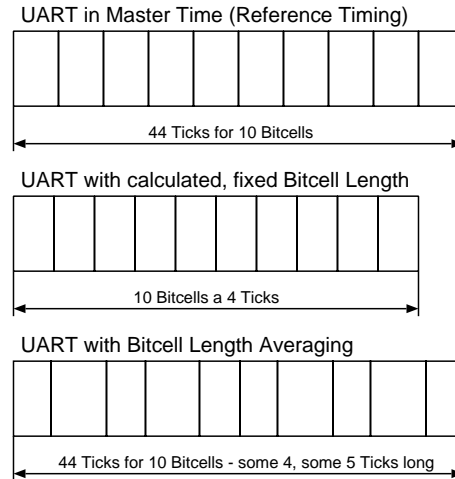 UART in Master Time (Reference Timing)
44 Ticks for 10 Bitcells
UART with calculated, fixed Bitcell Length
10 Bitcells a 4 Ticks
UART with Bitcell Length Averaging
44 Ticks for 10 Bitcells - some 4, some 5 Ticks long